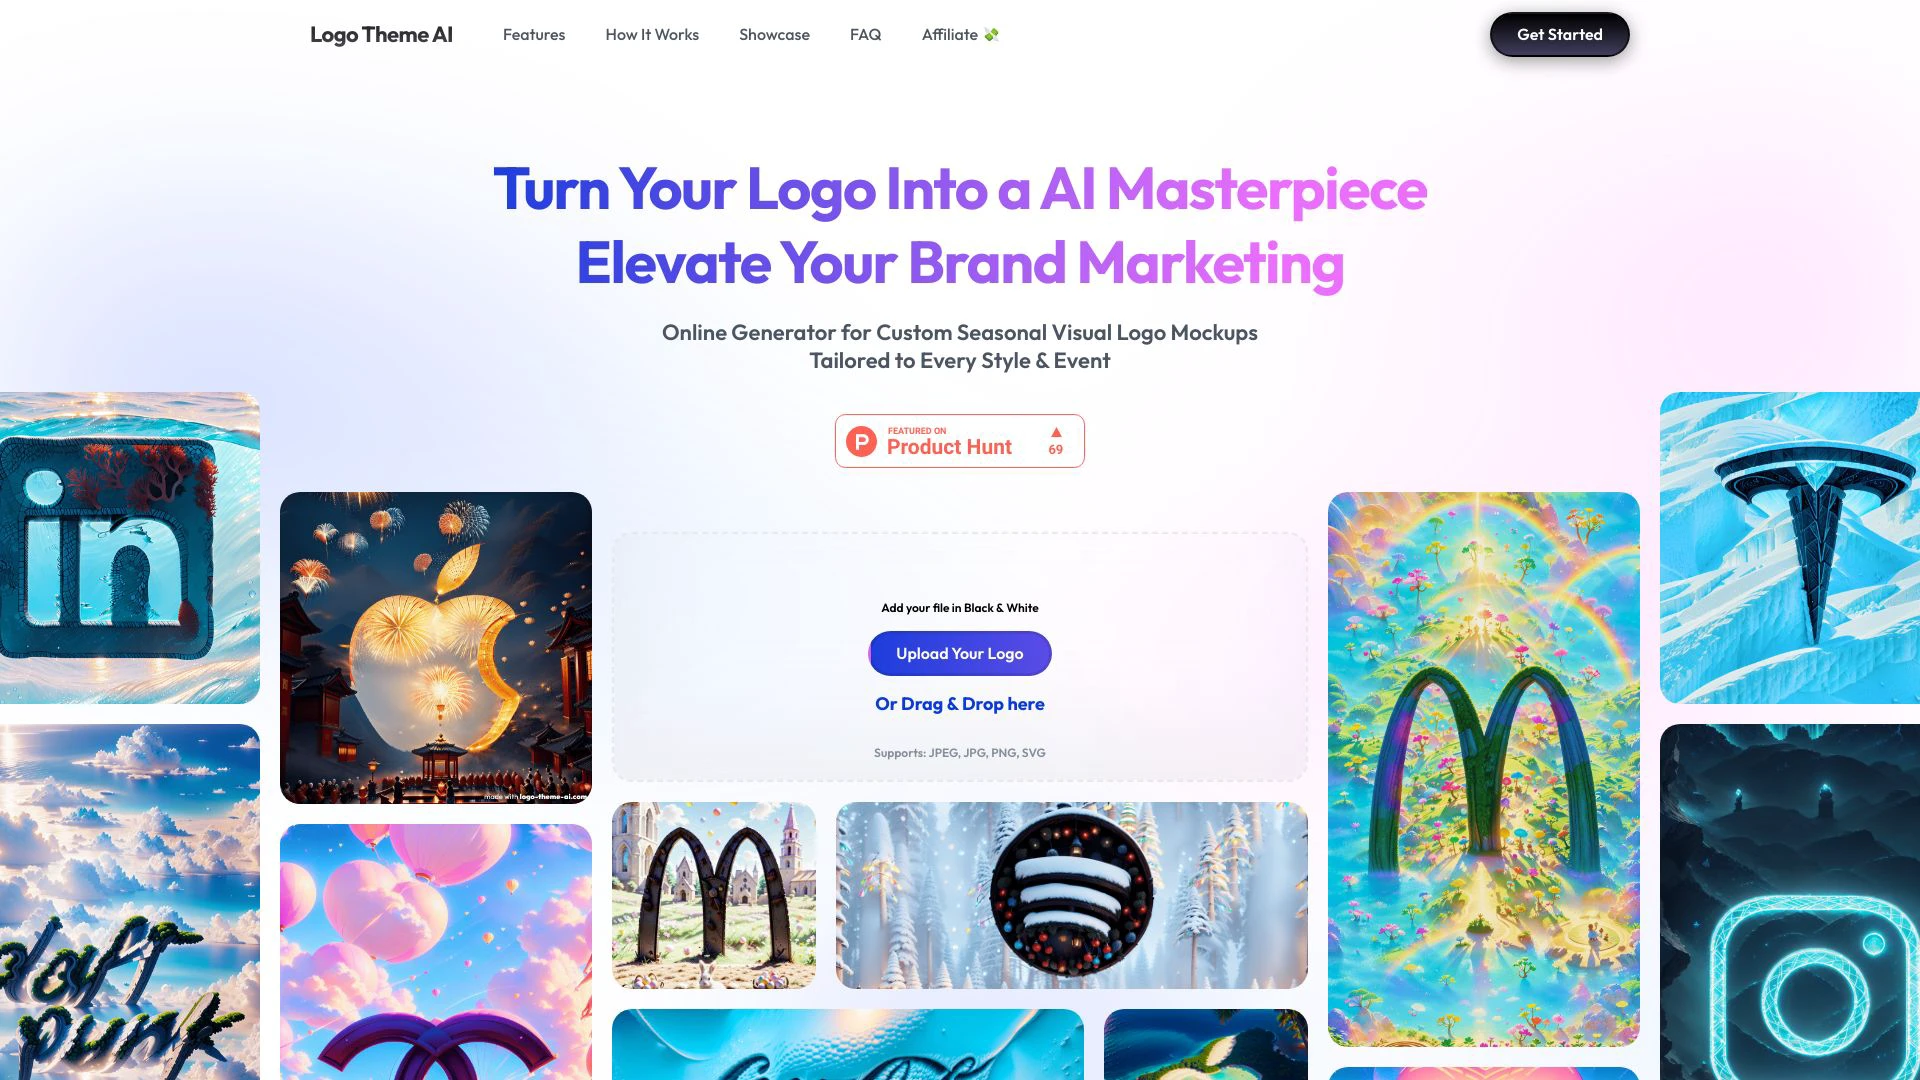 Logo Theme AI
Features
How It Works
Showcase
FAQ
Affiliate 💸
Get Started
Turn Your Logo Into a AI Masterpiece
Elevate Your Brand Marketing
Online Generator for Custom Seasonal Visual Logo Mockups
Tailored to Every Style & Event
P
FEATURED ON
Product Hunt
▲
69
in
Add your file in Black & White
Upload Your Logo
Or Drag & Drop here
Supports: JPEG, JPG, PNG, SVG
made with logo-theme-ai.com
daft
punk